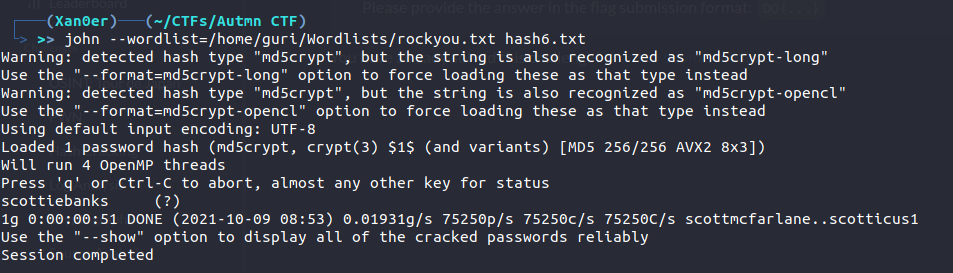 Leaderboard
Please provide the answer in the flag submission format:
(Xan0er) (~/CTFs/Autmn CTF)
>> john --wordlist=/home/guri/Wordlists/rockyou.txt hash6.txt
Warning: detected hash type "md5crypt", but the string is also recognized as "md5crypt-long"
Use the "--format=md5crypt-long" option to force loading these as that type instead
Warning: detected hash type "md5crypt", but the string is also recognized as "md5crypt-opencl"
Use the "--format=md5crypt-opencl" option to force loading these as that type instead
Using default input encoding: UTF-8
Loaded 1 password hash (md5crypt, crypt(3) $1$ (and variants) [MD5 256/256 AVX2 8x3])
Will run 4 OpenMP threads
Press 'q' or Ctrl-C to abort, almost any other key for status
scottiebanks (?)
1g 0:00:00:51 DONE (2021-10-09 08:53) 0.01931g/s 75250p/s 75250c/s 75250C/s scottmcfarlane..scotticus1
Use the "--show" option to display all of the cracked passwords reliably
Session completed